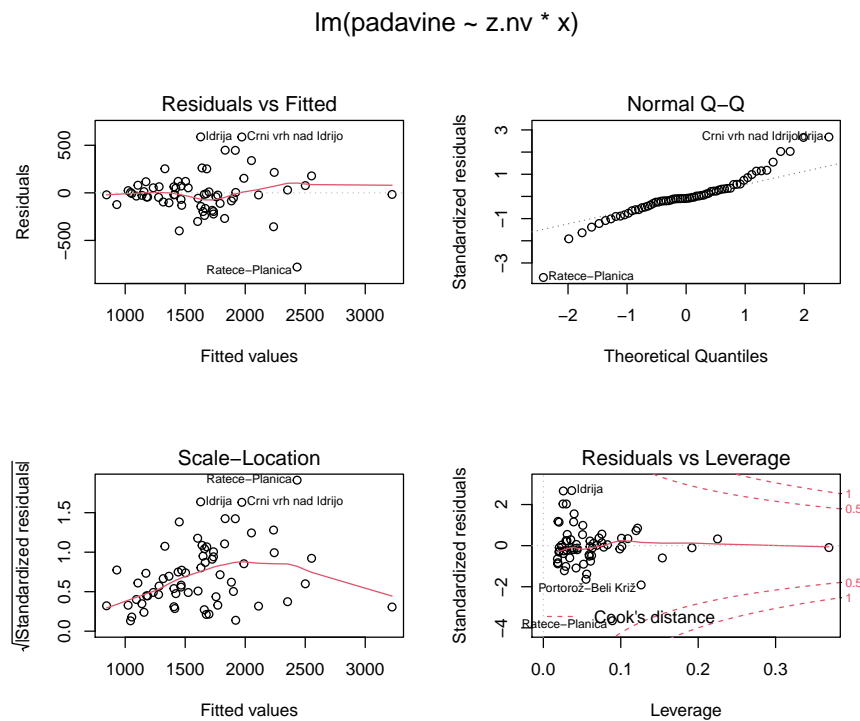 lm(padavine ~ z.nv * x)
Residuals vs Fitted
Residuals
500
0
−500
Idrija
Crni vrh nad Idrijo
Ratece−Planica
1000
1500
2000
2500
3000
Fitted values
Normal Q−Q
Standardized residuals
3
1
−1
−3
Crni vrh nad Idrijo
Idrija
Ratece−Planica
−2
−1
0
1
2
Theoretical Quantiles
Scale−Location
√|Standardized residuals|
1.5
1.0
0.5
0.0
Ratece−Planica
Idrija
Crni vrh nad Idrijo
1000
1500
2000
2500
3000
Fitted values
Residuals vs Leverage
Standardized residuals
2
0
−2
−4
Idrija
1
0.5
Portorož−Beli Križ
0.5
1
Cook's distance
Ratece−Planica
0.0
0.1
0.2
0.3
Leverage